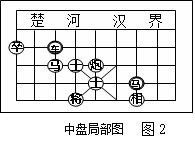 楚河 汉界
卒 车
马 士 炮
士 马
将 相
中盘局部图 图2